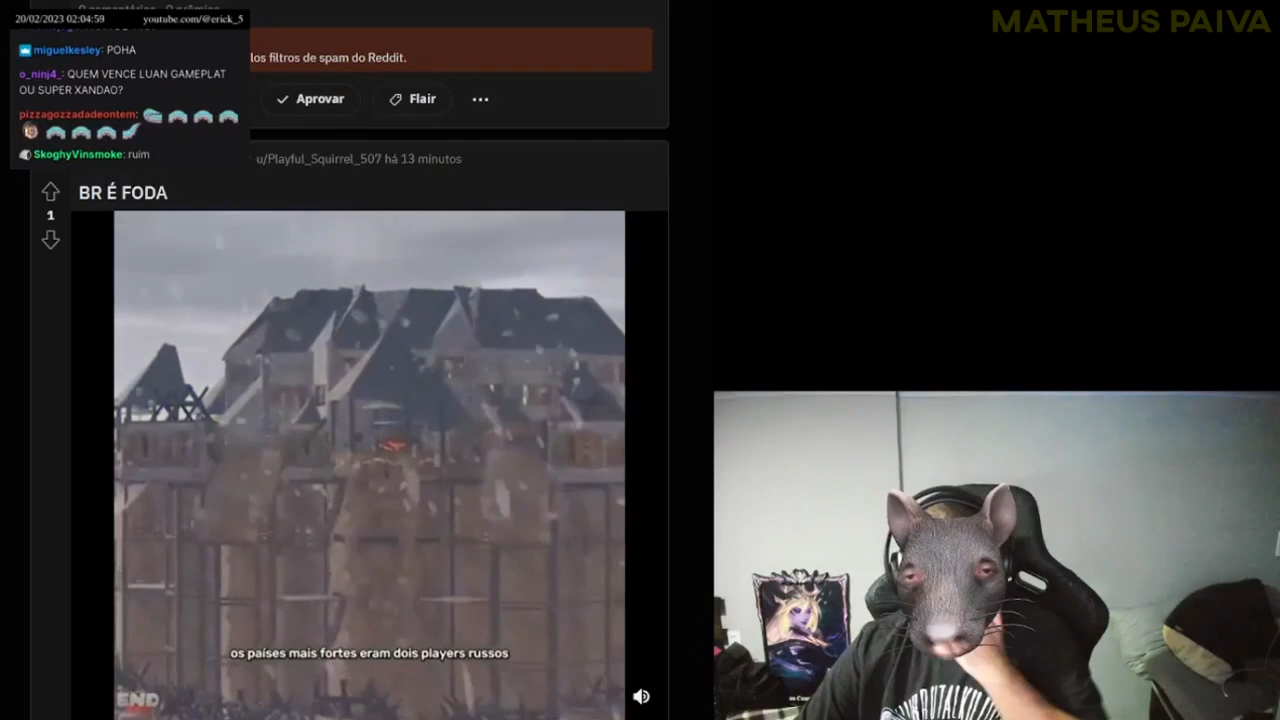 20/02/2023 02:04:59 youtube.com/@erick_5
MATHEUS PAIVA
miguelkesley: POHA
o_ninj4_: QUEM VENCE LUAN GAMEPLAT
OU SUPER XANDAO?
pizzagozzadadeontem:
SkoghyVinsmoke: ruim
los filtros de spam do Reddit.
Aprovar Flair
u/Playful_Squirrel_507 há 13 minutos
1
BR É FODA
os países mais fortes eram dois players russos
END